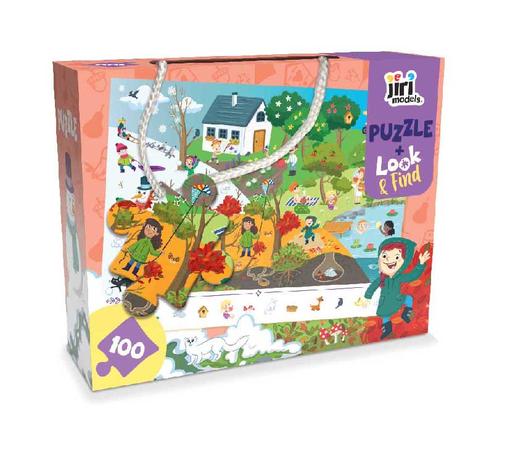 jiri
models®
PUZZLE
+
Look
& Find
PUZZLE
100